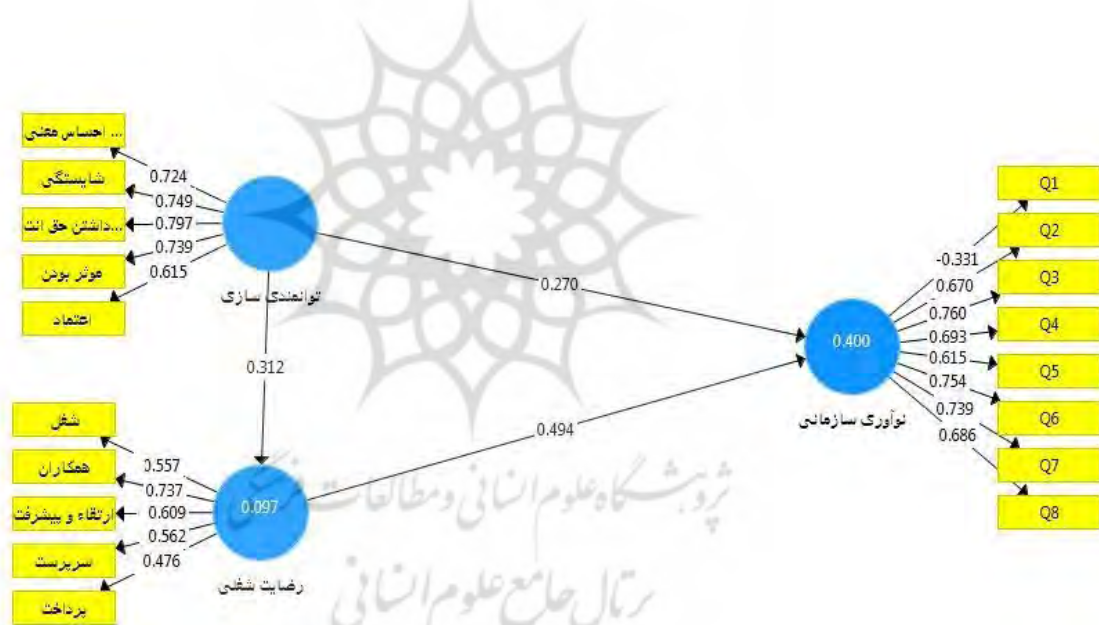 احساس معنی ...
0.724
شایستگی
0.749
داشتن حق انت...
0.797
موثر بودن
0.739
اعتماد
0.615
توانمندی سازی
0.270
0.312
Q1
-0.331
Q2
0.670
Q3
0.760
Q4
0.693
Q5
0.615
Q6
0.754
Q7
0.739
Q8
0.686
0.400
نوآوری سازمانی
0.494
شغل
0.557
همکاران
0.737
ارتقاء و پیشرفت
0.609
سرپرست
0.562
پرداخت
0.476
0.097
رضایت شغلی
پژوهشگاه علوم انسانی و مطالعات فرهنگی
پرتال جامع علوم انسانی